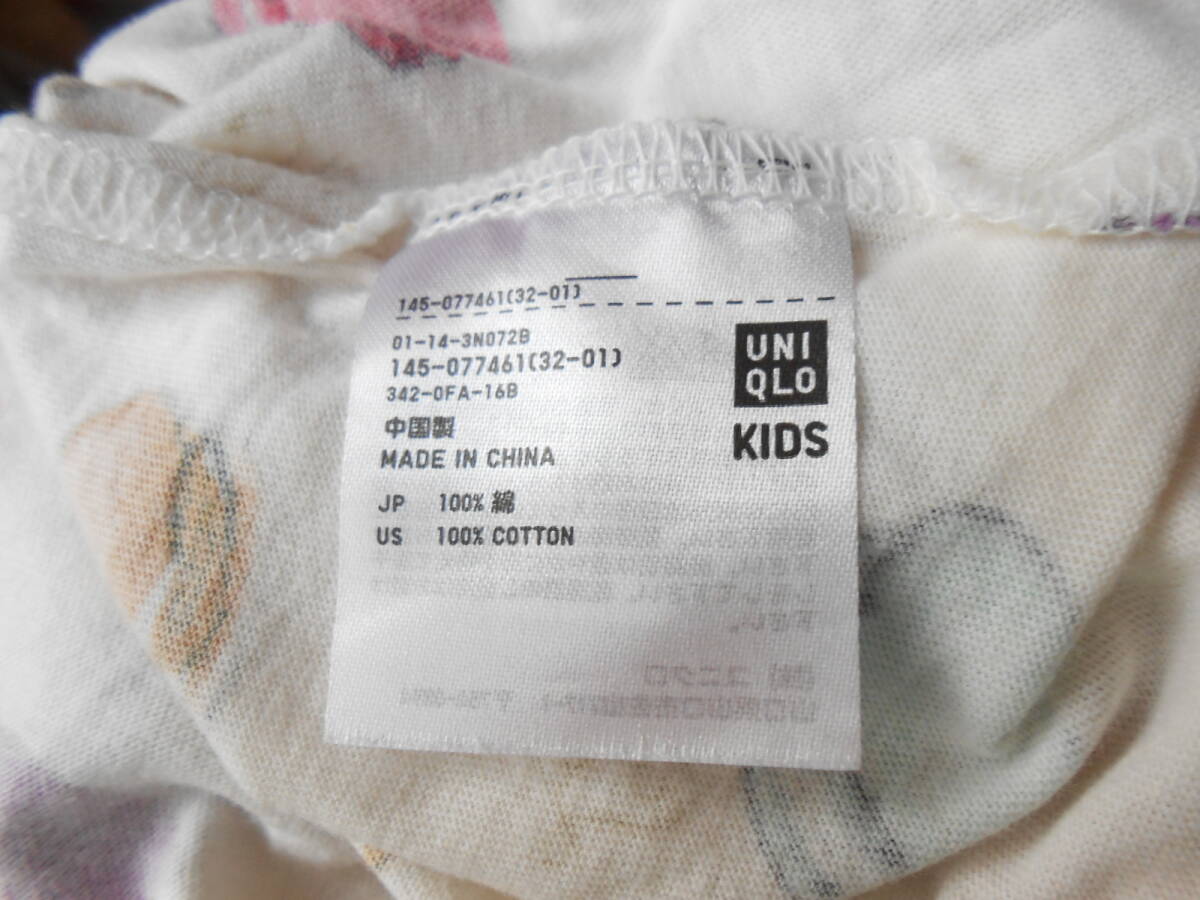 145-077461(32-01)
01-14-3N072B
145-077461(32-01)
342-0FA-16B
中国製
MADE IN CHINA
JP 100% 綿
US 100% COTTON
UNI
QLO
KIDS